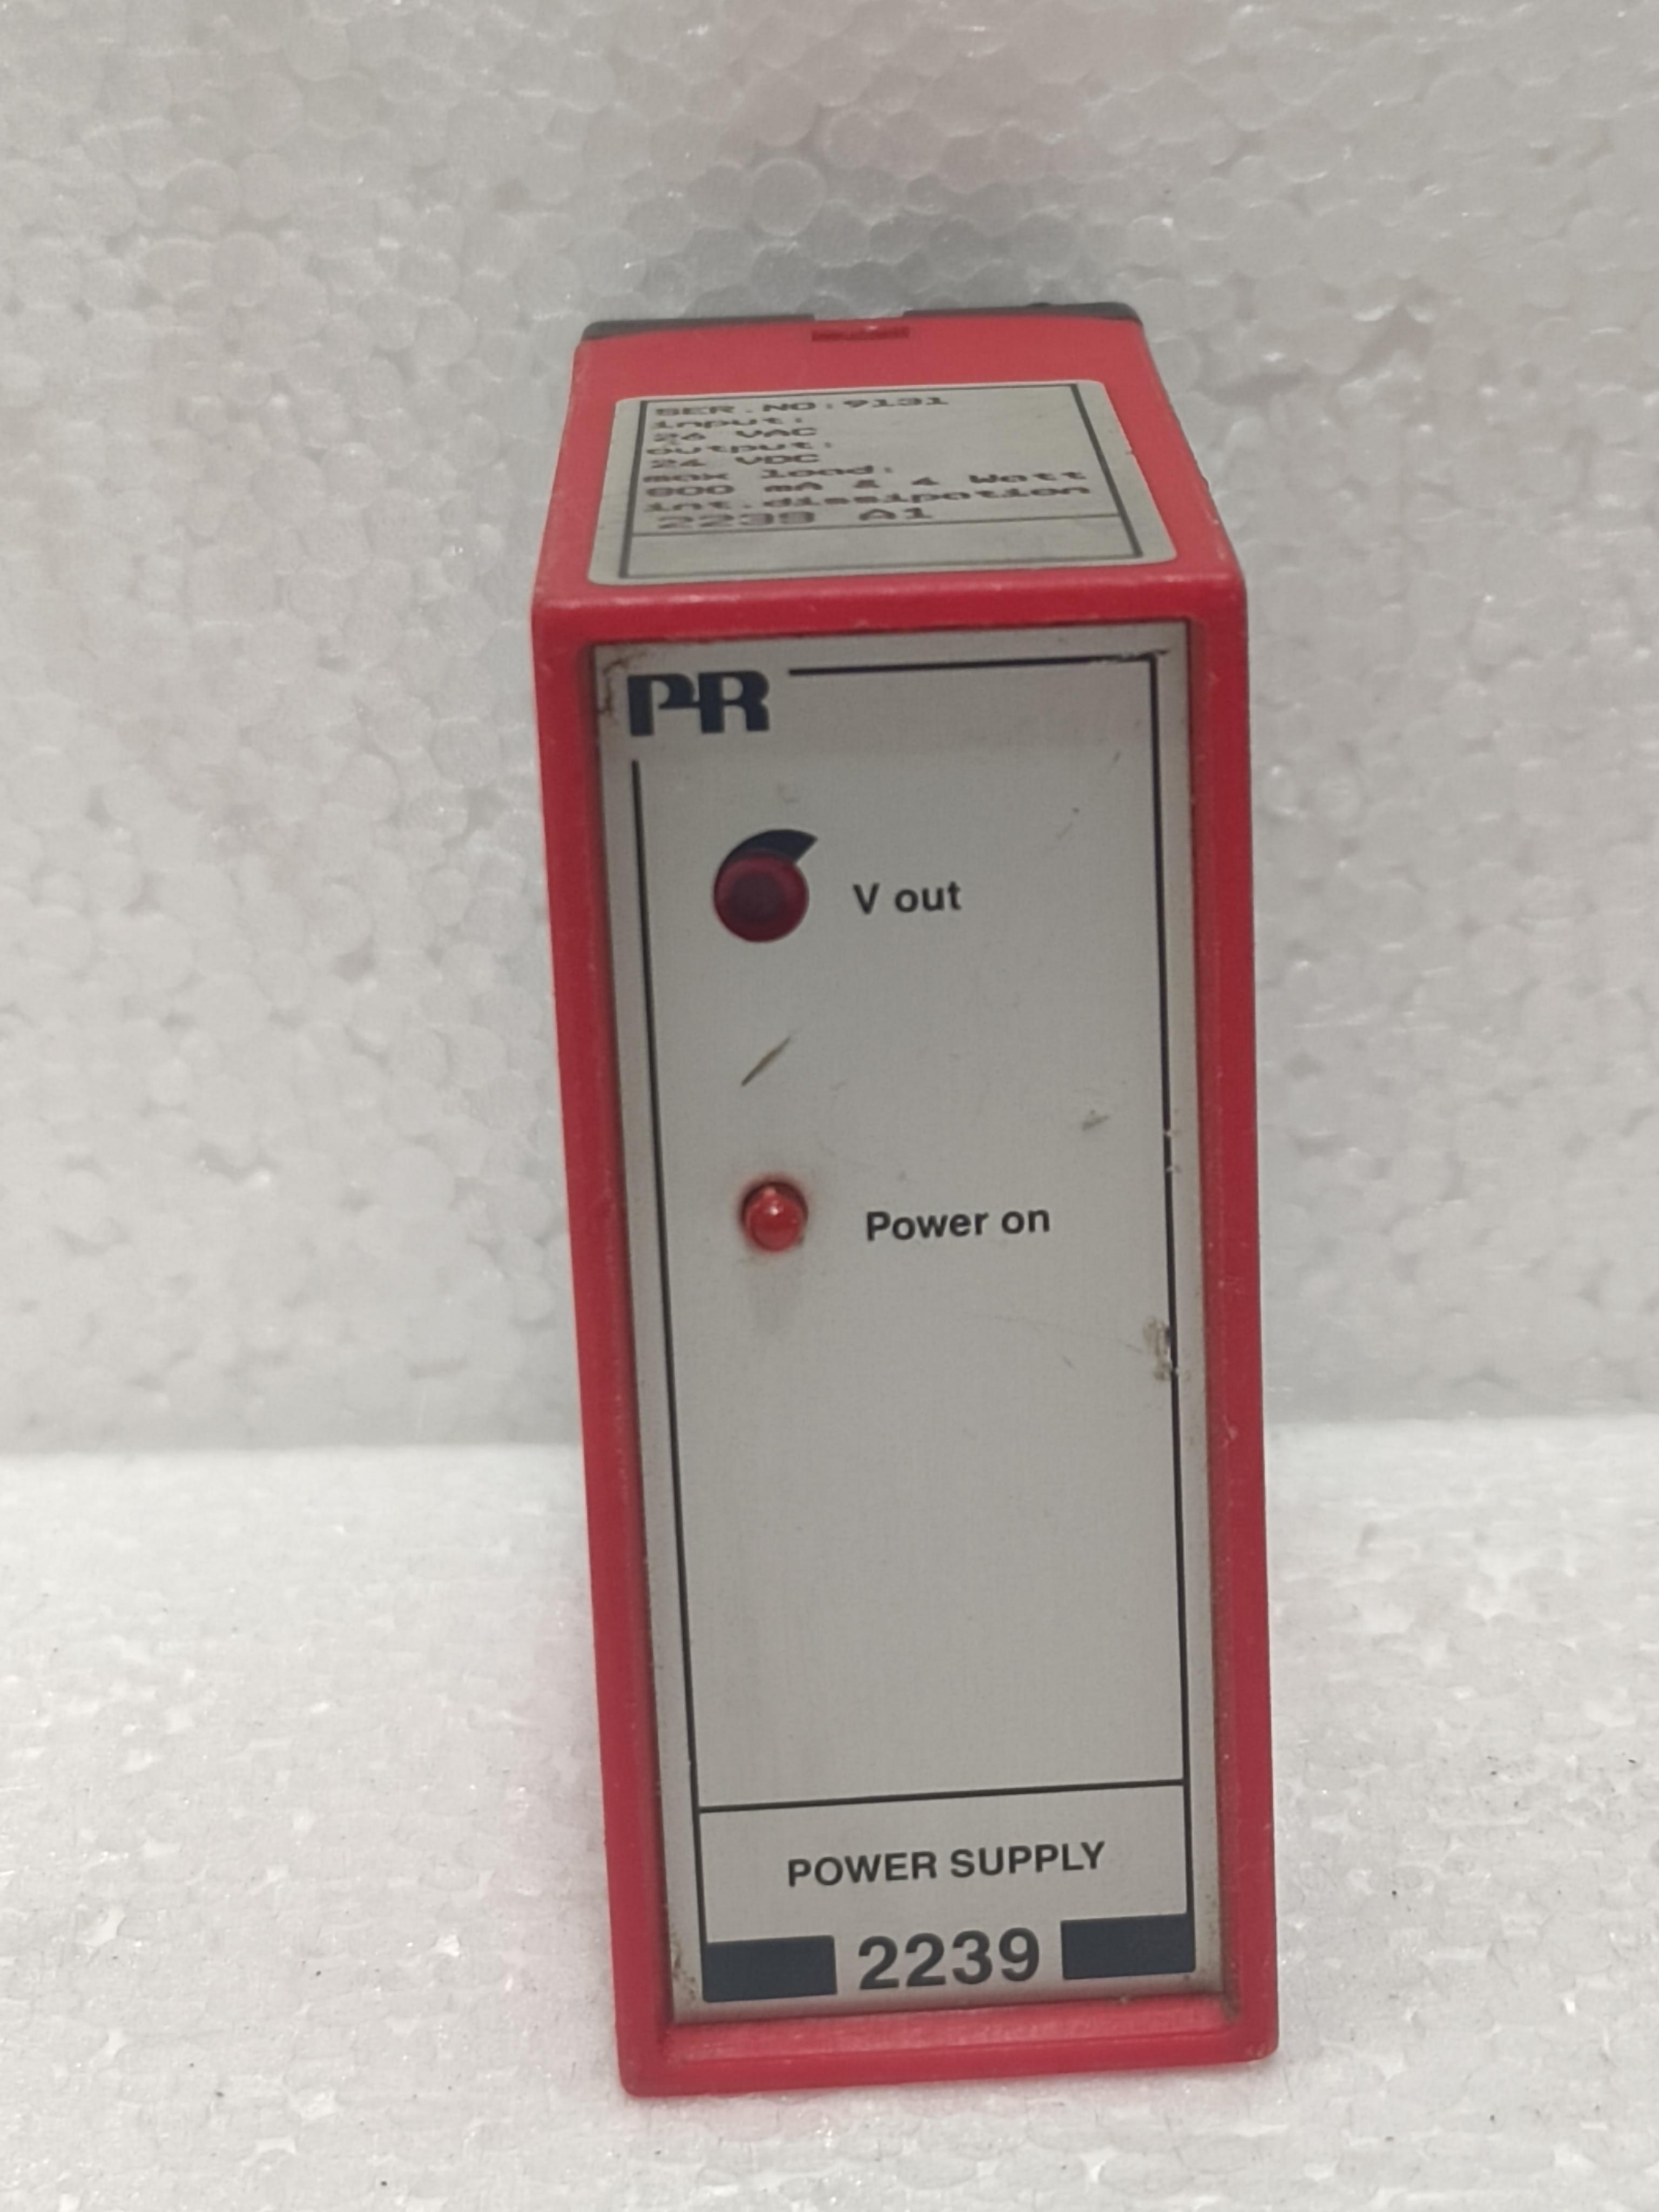 SER.NO:9131
input:
26 VAC
output:
24 VDC
max load:
800 mA & 4 Watt
int.dissipation
2239 A1
PR
V out
Power on
POWER SUPPLY
2239